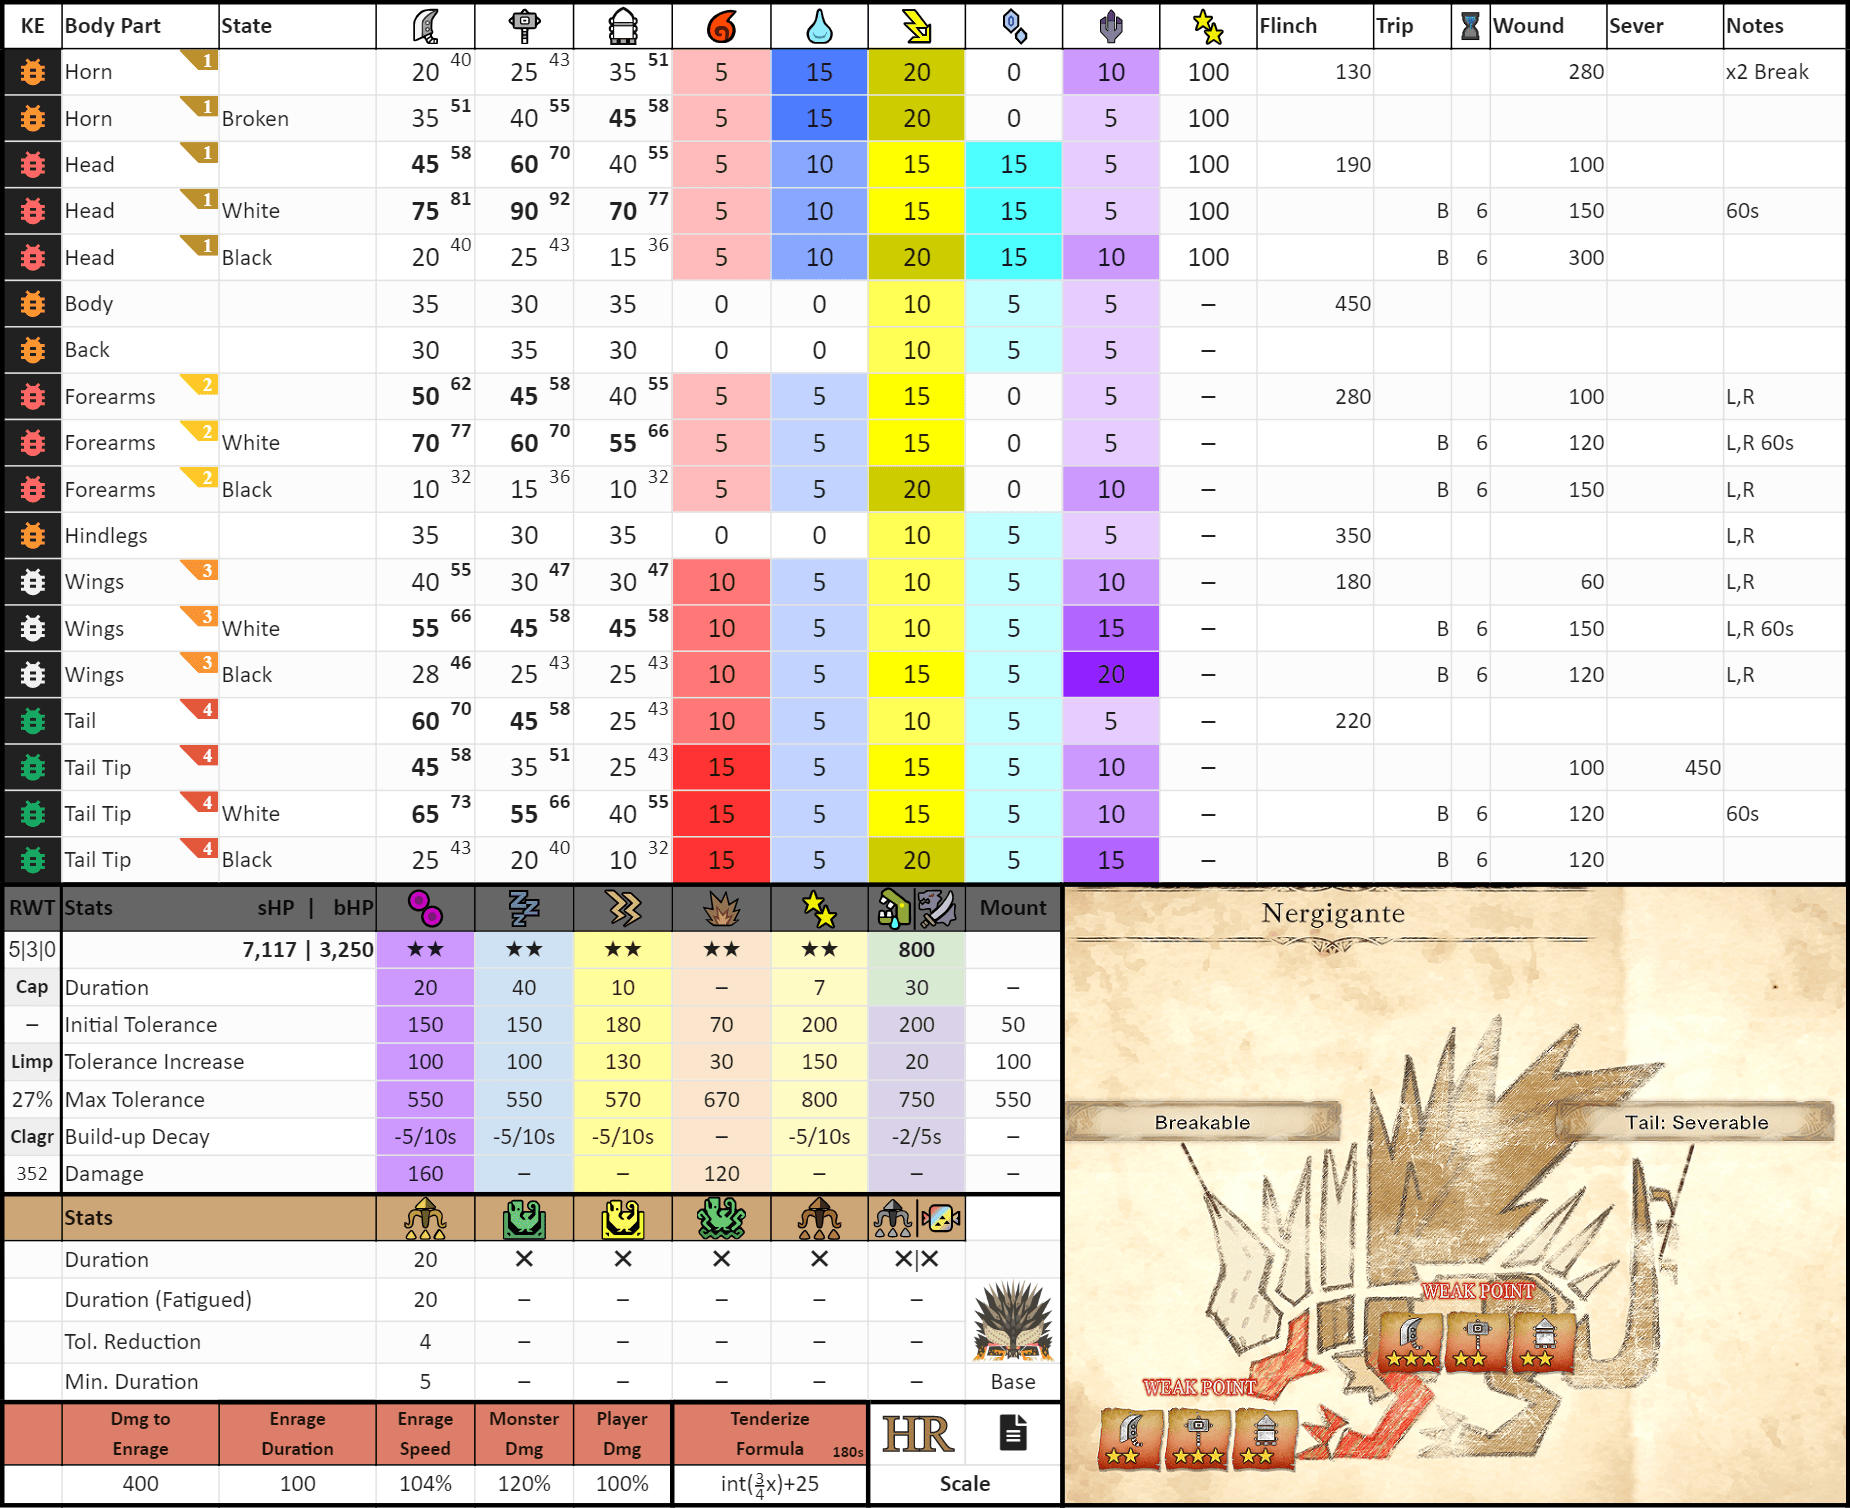 KE Body Part State Flinch Trip Wound Sever Notes
Horn 1 20 40 25 43 35 51 5 15 20 0 10 100 130 280 x2 Break
Horn 1 Broken 35 51 40 55 45 58 5 15 20 0 5 100
Head 1 45 58 60 70 40 55 5 10 15 15 5 100 190 100
Head 1 White 75 81 90 92 70 77 5 10 15 15 5 100 B 6 150 60s
Head 1 Black 20 40 25 43 15 36 5 10 20 15 10 100 B 6 300
Body 35 30 35 0 0 10 5 5 – 450
Back 30 35 30 0 0 10 5 5 –
Forearms 2 50 62 45 58 40 55 5 5 15 0 5 – 280 100 L,R
Forearms 2 White 70 77 60 70 55 66 5 5 15 0 5 – B 6 120 L,R 60s
Forearms 2 Black 10 32 15 36 10 32 5 5 20 0 10 – B 6 150 L,R
Hindlegs 35 30 35 0 0 10 5 5 – 350 L,R
Wings 3 40 55 30 47 30 47 10 5 10 5 10 – 180 60 L,R
Wings 3 White 55 66 45 58 45 58 10 5 10 5 15 – B 6 150 L,R 60s
Wings 3 Black 28 46 25 43 25 43 10 5 15 5 20 – B 6 120 L,R
Tail 4 60 70 45 58 25 43 10 5 10 5 5 – 220
Tail Tip 4 45 58 35 51 25 43 15 5 15 5 10 – 100 450
Tail Tip 4 White 65 73 55 66 40 55 15 5 15 5 10 – B 6 120 60s
Tail Tip 4 Black 25 43 20 40 10 32 15 5 20 5 15 – B 6 120
RWT Stats sHP | bHP Mount
5|3|0 7,117 | 3,250 ★★ ★★ ★★ ★★ ★★ 800
Cap Duration 20 40 10 – 7 30 –
– Initial Tolerance 150 150 180 70 200 200 50
Limp Tolerance Increase 100 100 130 30 150 20 100
27% Max Tolerance 550 550 570 670 800 750 550
Clagr Build-up Decay -5/10s -5/10s -5/10s – -5/10s -2/5s –
352 Damage 160 – – 120 – – –
Stats
Duration 20 ✕ ✕ ✕ ✕ ✕|✕
Duration (Fatigued) 20 – – – – –
Tol. Reduction 4 – – – – –
Min. Duration 5 – – – – – Base
Dmg to Enrage Enrage Duration Enrage Speed Monster Dmg Player Dmg Tenderize Formula 180s HR
400 100 104% 120% 100% int(¾x)+25 Scale
Nergigante
Breakable
Tail: Severable
WEAK POINT
WEAK POINT